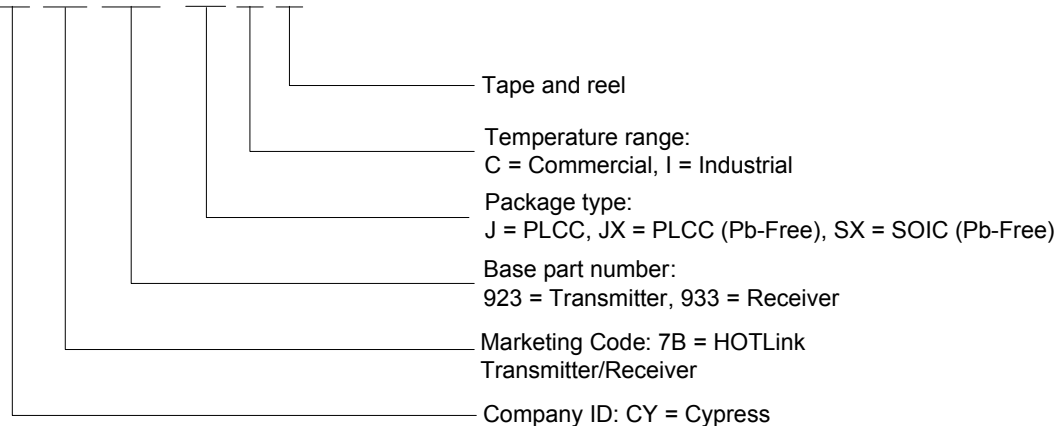 Tape and reel
Temperature range:
C = Commercial, I = Industrial
Package type:
J = PLCC, JX = PLCC (Pb-Free), SX = SOIC (Pb-Free)
Base part number:
923 = Transmitter, 933 = Receiver
Marketing Code: 7B = HOTLink
Transmitter/Receiver
Company ID: CY = Cypress